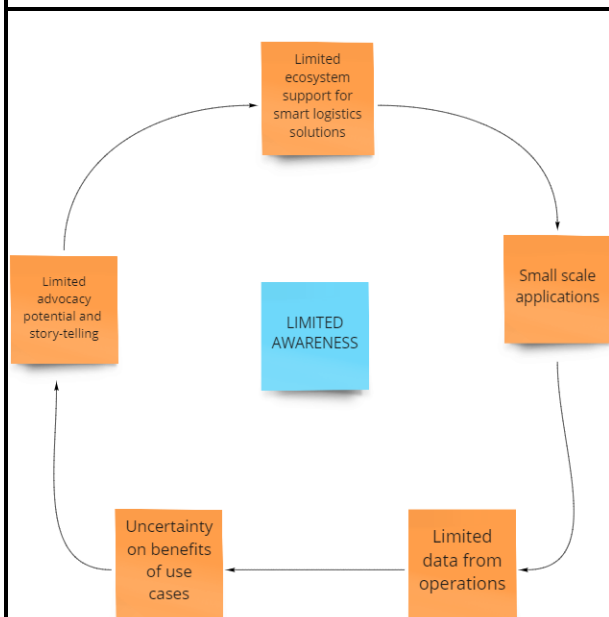 Limited
ecosystem
support for
smart logistics
solutions
Small scale
applications
Limited
advocacy
potential and
story-telling
LIMITED
AWARENESS
Uncertainty
on benefits
of use
cases
Limited
data from
operations